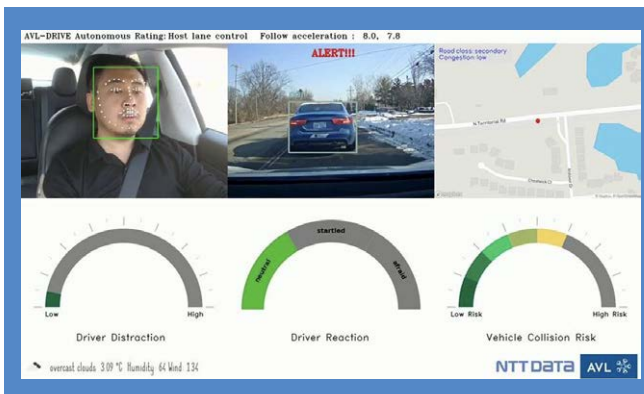 AVL-DRIVE Autonomous Rating: Host lane control Follow acceleration : 8.0, 7.8
ALERT!!!
Road class: secondary
Congestion low
N Territorial Rd
neutral
startled
afraid
Low
High
Low Risk
High Risk
Driver Distraction
Driver Reaction
Vehicle Collision Risk
overcast clouds 3.09 °C Humidity 64 Wind 1.34
NTT DATA
AVL